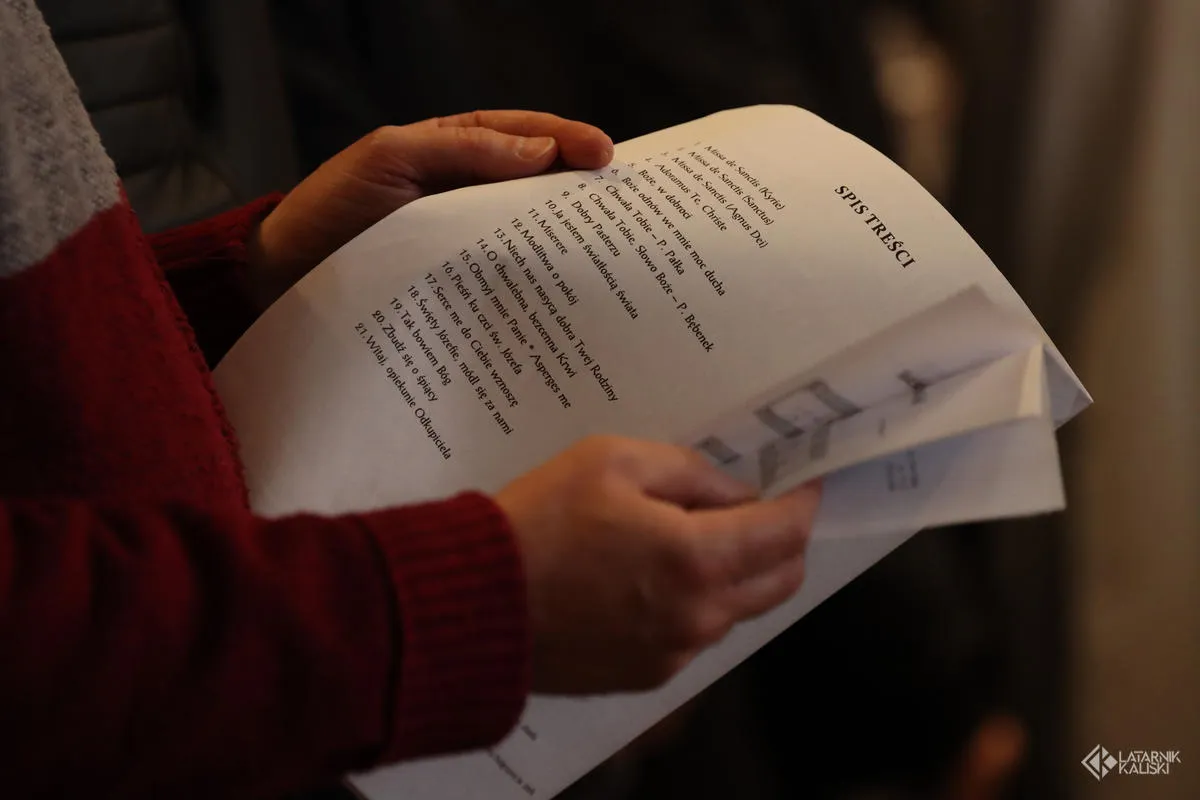 SPIS TREŚCI
1. Missa de Sanctis (Kyrie)
2. Missa de Sanctis (Sanctus)
3. Missa de Sanctis (Agnus Dei)
4. Adoramus Te, Christe
5. Boże, w dobroci
6. Boże odnów we mnie moc ducha
7. Chwała Tobie – P. Pałka
8. Chwała Tobie, Słowo Boże – P. Bębenek
9. Dobry Pasterzu
10. Ja jestem światłością świata
11. Miserere
12. Modlitwa o pokój
13. Niech nas nasycą dobra Twej Rodziny
14. O chwalebna, bezcenna Krwi
15. Obmyj mnie Panie * Asperges me
16. Pieśń ku czci św. Józefa
17. Serce me do Ciebie wznoszę
18. Święty Józefie, módl się za nami
19. Tak bowiem Bóg
20. Zbudź się o śpiący
21. Witaj, opiekunie Odkupiciela
LATARNIK
KALISKI